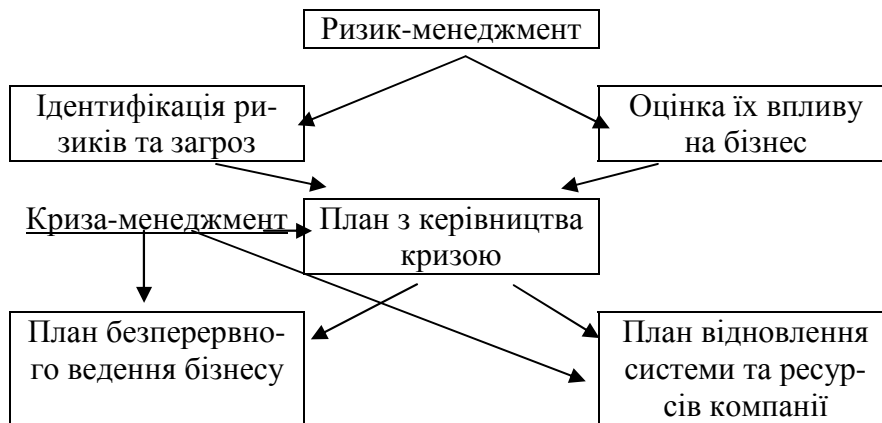 Ризик-менеджмент
Ідентифікація ри-
зиків та загроз
Оцінка їх впливу
на бізнес
Криза-менеджмент
План з керівництва
кризою
План безперервно-
го ведення бізнесу
План відновлення
системи та ресур-
сів компанії